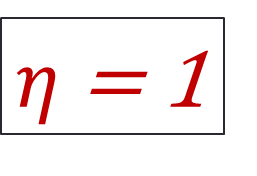 η = 1